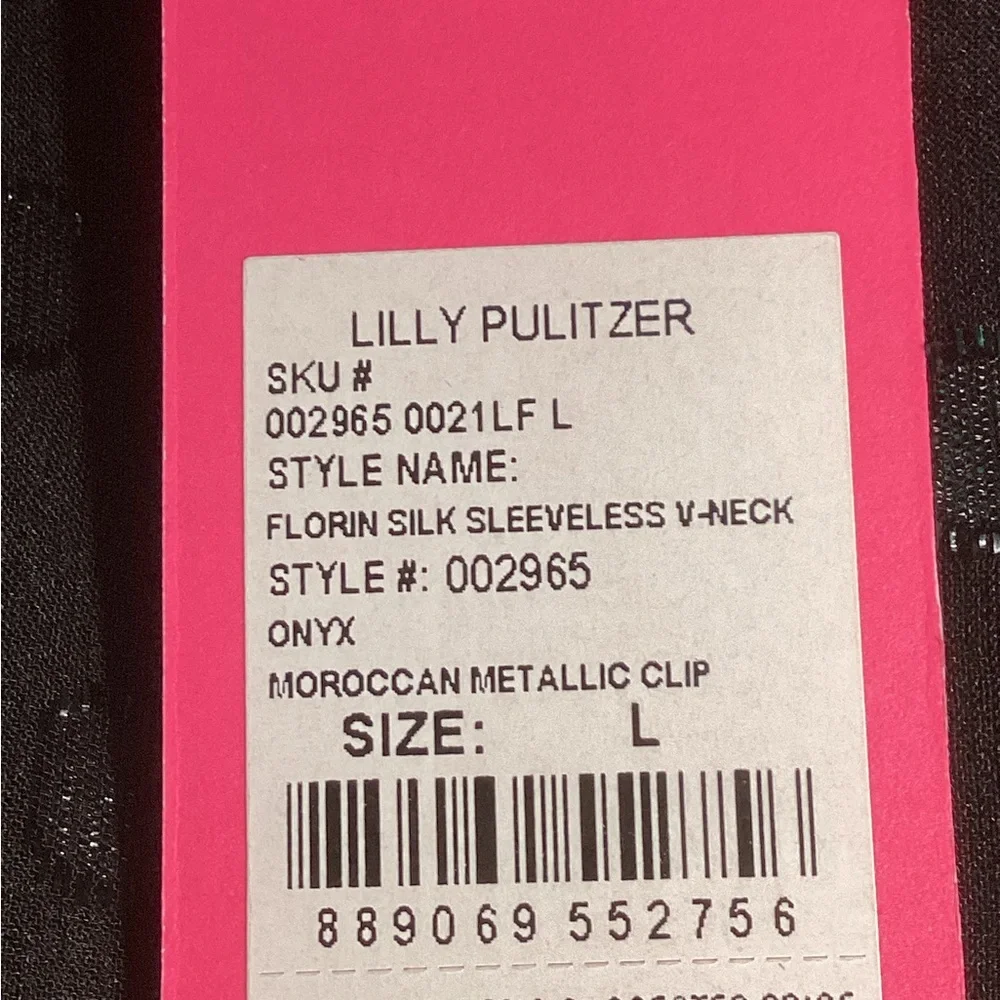 LILLY PULITZER
SKU #
002965 0021LF L
STYLE NAME:
FLORIN SILK SLEEVELESS V-NECK
STYLE #: 002965
ONYX
MOROCCAN METALLIC CLIP
SIZE: L
889069 552756